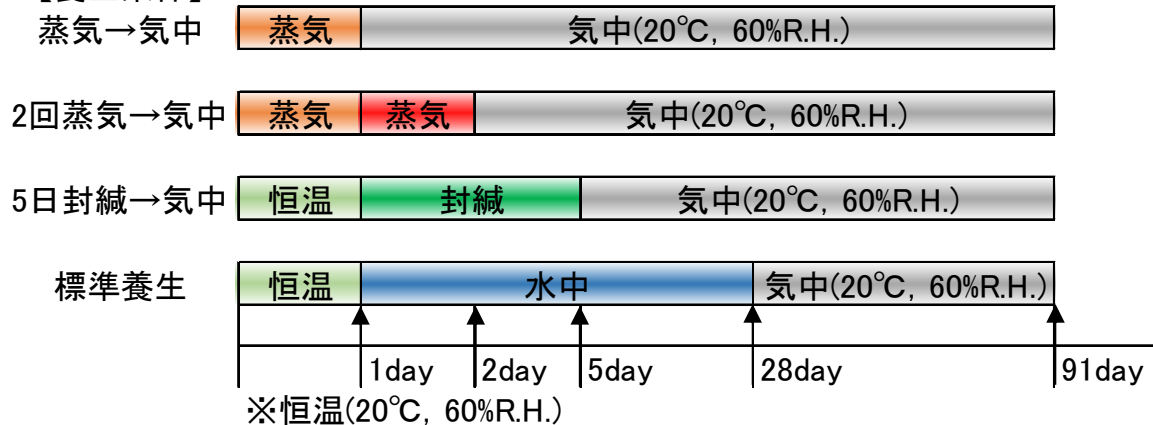 蒸気→気中 蒸気 気中(20℃, 60%R.H.)
2回蒸気→気中 蒸気 蒸気 気中(20℃, 60%R.H.)
5日封緘→気中 恒温 封緘 気中(20℃, 60%R.H.)
標準養生 恒温 水中 気中(20℃, 60%R.H.)
1day 2day 5day 28day 91day
※恒温(20℃, 60%R.H.)